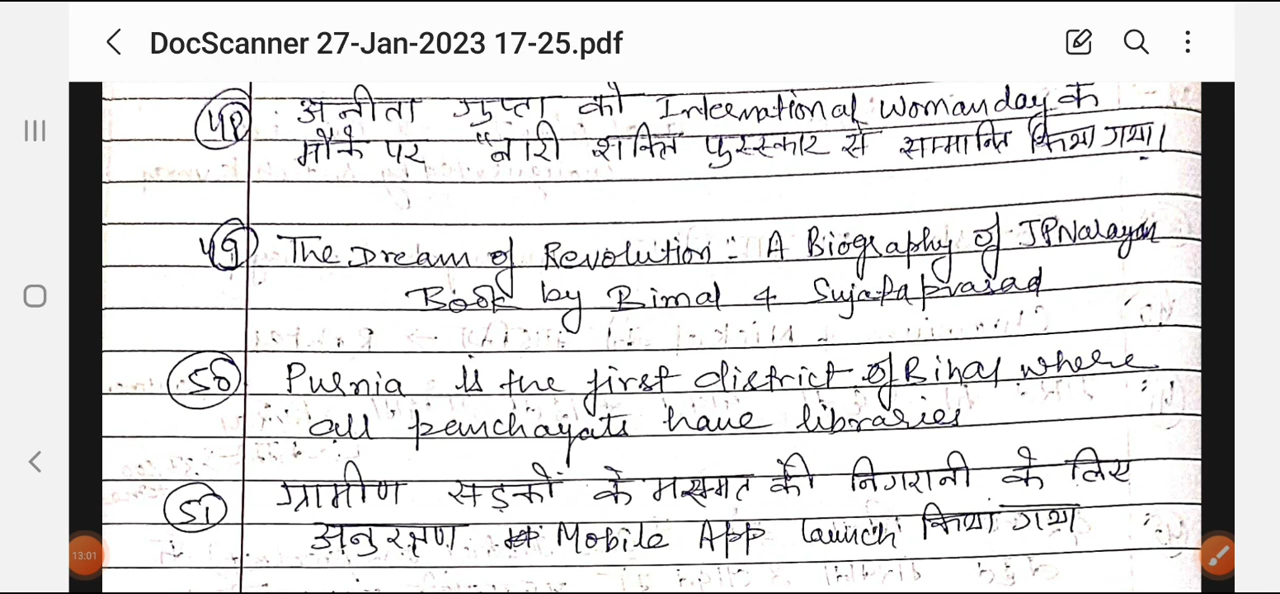 DocScanner 27-Jan-2023 17-25.pdf
48 अनीता गुप्ता को International Woman day के
मौके पर "नारी शक्ति पुरस्कार से सम्मानित किया गया।
49 The Dream of Revolution :- A Biography of JPNarayan
Book by Bimal & Sujata prasad
50 Purnia is the first district of Bihar where
all panchayats have libraries
51 ग्रामीण सड़कों के मरम्मत की निगरानी के लिए
अनुरक्षण Mobile App launch किया गया
13:01